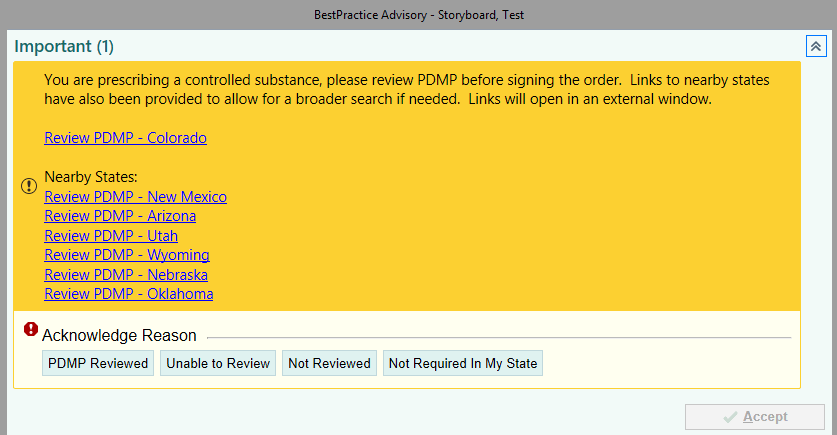 BestPractice Advisory - Storyboard, Test
Important (1)
You are prescribing a controlled substance, please review PDMP before signing the order.  Links to nearby states
have also been provided to allow for a broader search if needed.  Links will open in an external window.
Review PDMP - Colorado
Nearby States:
Review PDMP - New Mexico
Review PDMP - Arizona
Review PDMP - Utah
Review PDMP - Wyoming
Review PDMP - Nebraska
Review PDMP - Oklahoma
Acknowledge Reason
PDMP Reviewed Unable to Review Not Reviewed Not Required In My State
Accept